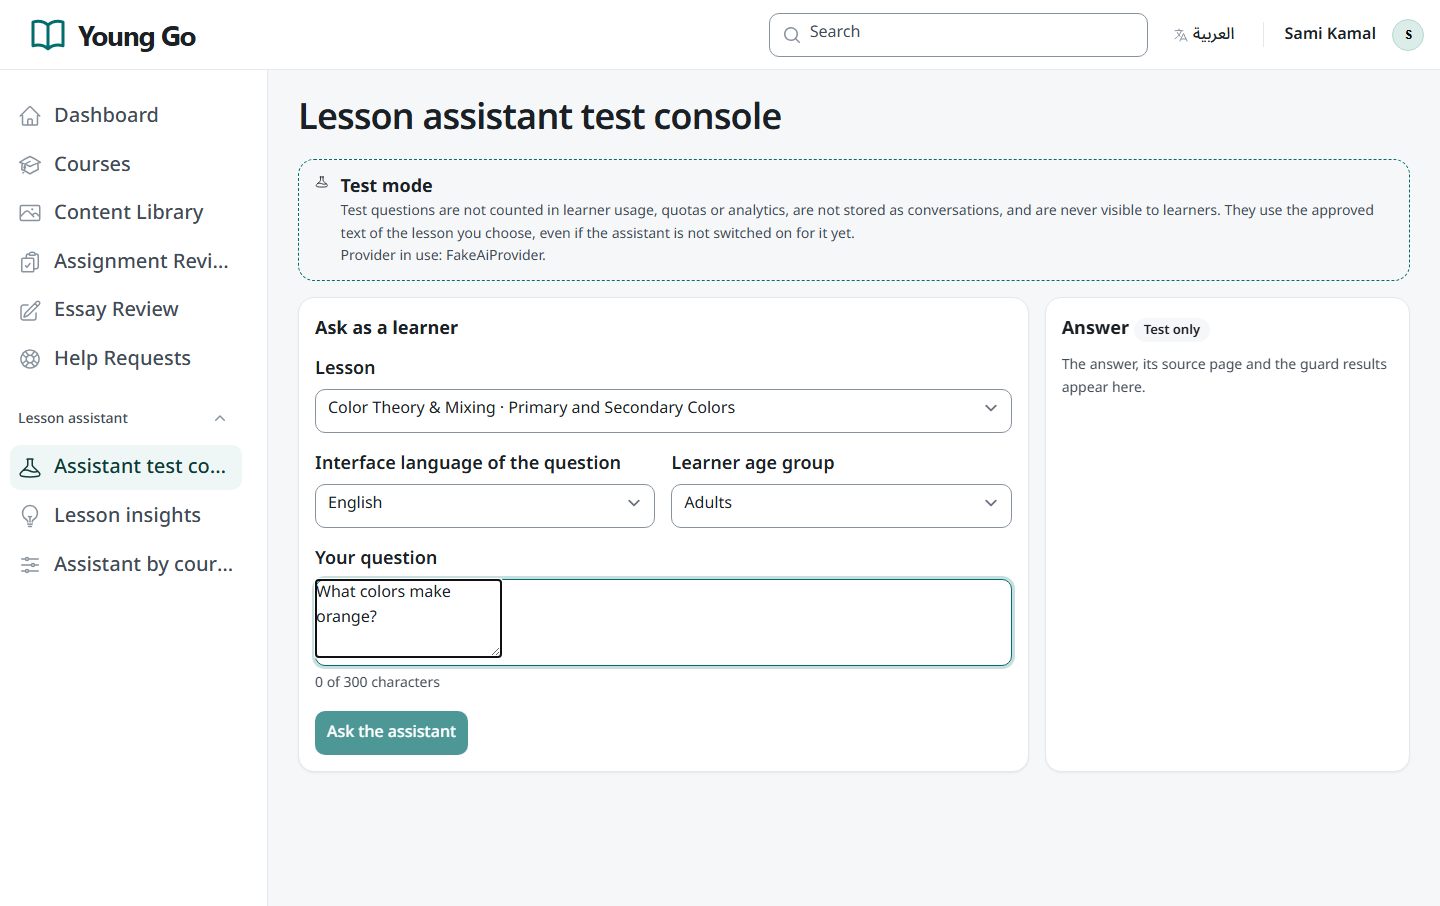 Young Go
Search
العربية
Sami Kamal
S
Dashboard
Courses
Content Library
Assignment Revi...
Essay Review
Help Requests
Lesson assistant
Assistant test co...
Lesson insights
Assistant by cour...
Lesson assistant test console
Test mode
Test questions are not counted in learner usage, quotas or analytics, are not stored as conversations, and are never visible to learners. They use the approved
text of the lesson you choose, even if the assistant is not switched on for it yet.
Provider in use: FakeAiProvider.
Ask as a learner
Lesson
Color Theory & Mixing · Primary and Secondary Colors
Interface language of the question
English
Learner age group
Adults
Your question
What colors make
orange?
0 of 300 characters
Ask the assistant
Answer
Test only
The answer, its source page and the guard results
appear here.